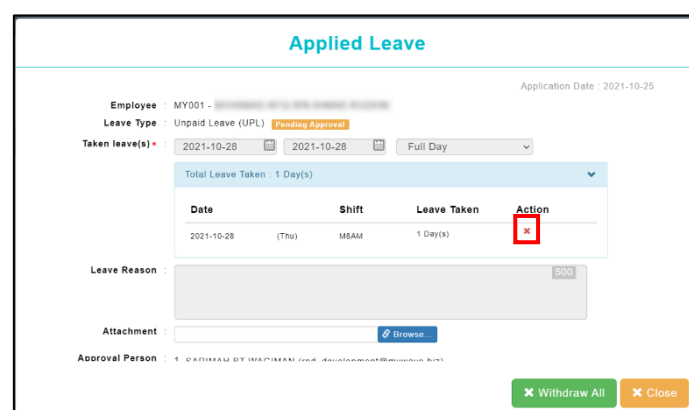 Applied Leave
Application Date : 2021-10-25
Employee : MY001 -
Leave Type : Unpaid Leave (UPL) Pending Approval
Taken leave(s) * : 2021-10-28 2021-10-28 Full Day
Total Leave Taken : 1 Day(s)
Date Shift Leave Taken Action
2021-10-28 (Thu) M8AM 1 Day(s)
Leave Reason : 500
Attachment : Browse...
Approval Person : 1. SARIMAH BT WAGIMAN (rnd_development@mywave.biz)
Withdraw All Close